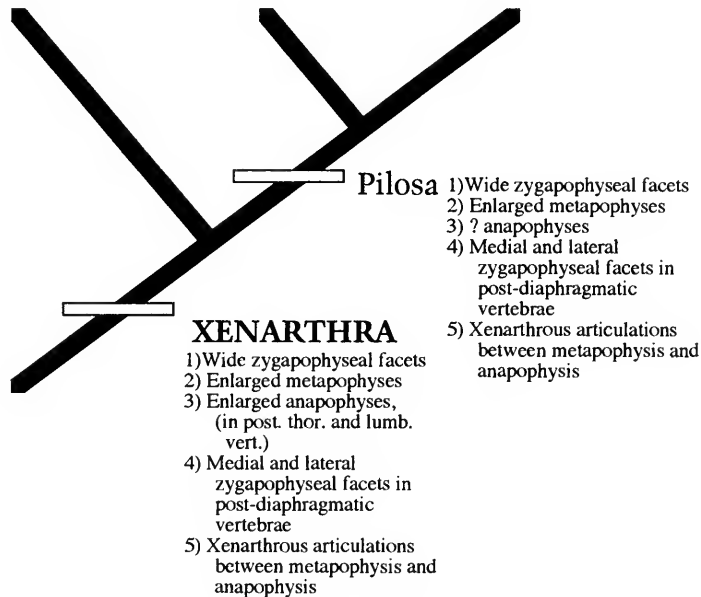 Pilosa
1)Wide zygapophyseal facets
2) Enlarged metapophyses
3) ? anapophyses
4) Medial and lateral
zygapophyseal facets in
post-diaphragmatic
vertebrae
5) Xenarthrous articulations
between metapophysis and
anapophysis
XENARTHRA
1)Wide zygapophyseal facets
2) Enlarged metapophyses
3) Enlarged anapophyses,
(in post. thor. and lumb.
vert.)
4) Medial and lateral
zygapophyseal facets in
post-diaphragmatic
vertebrae
5) Xenarthrous articulations
between metapophysis and
anapophysis